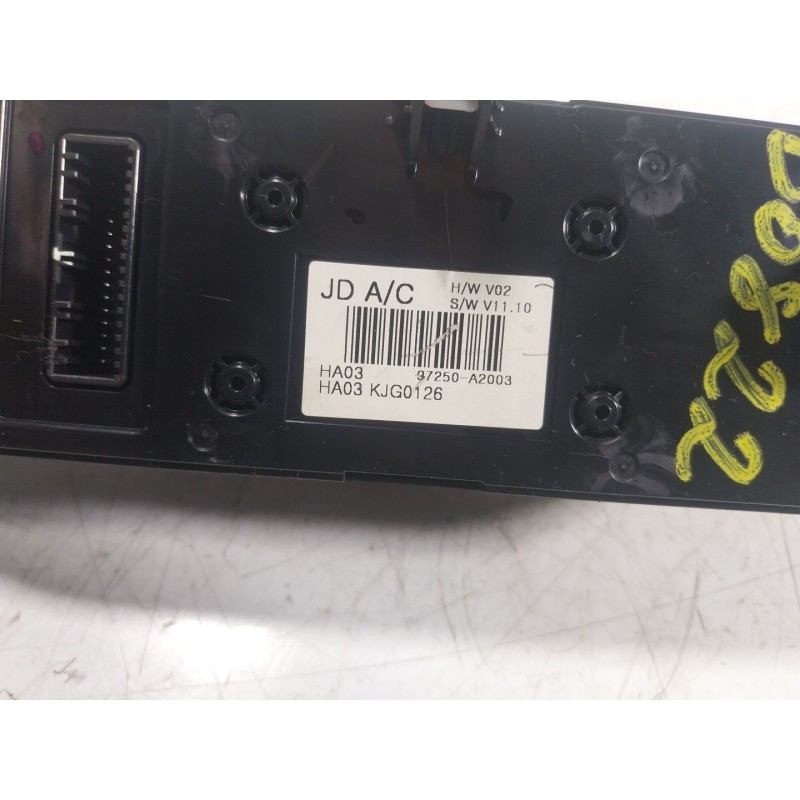 JD A/C
H/W V02
S/W V11.10
HA03 97250-A2003
HA03 KJG0126